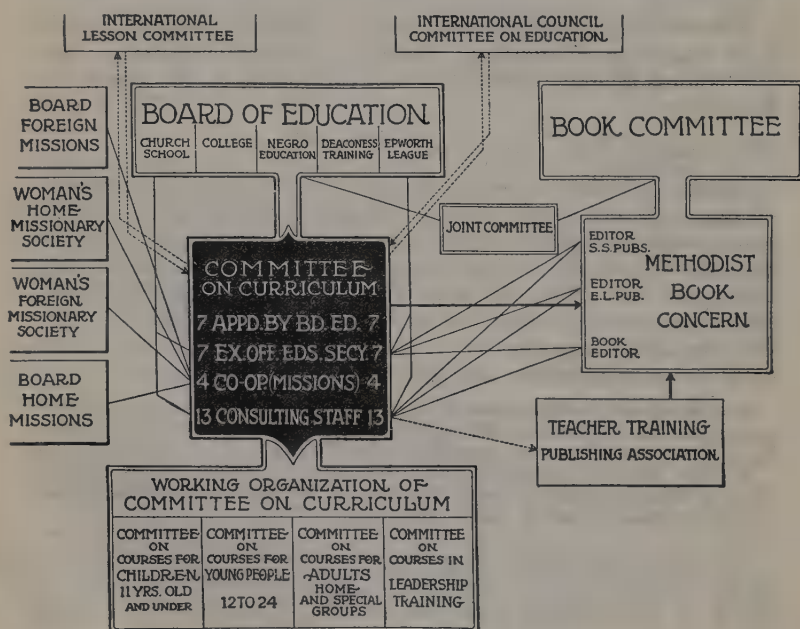 INTERNATIONAL
LESSON COMMITTEE
INTERNATIONAL COUNCIL
COMMITTEE ON EDUCATION
BOARD
FOREIGN
MISSIONS
WOMAN'S
HOME
MISSIONARY
SOCIETY
WOMAN'S
FOREIGN
MISSIONARY
SOCIETY
BOARD
HOME
MISSIONS
BOARD OF EDUCATION
CHURCH
SCHOOL
COLLEGE
NEGRO
EDUCATION
DEACONESS
TRAINING
EPWORTH
LEAGUE
BOOK COMMITTEE
JOINT COMMITTEE
EDITOR
S.S.PUBS.
EDITOR
E.L.PUB.
BOOK
EDITOR
METHODIST
BOOK
CONCERN
COMMITTEE
ON CURRICULUM
7 APPD. BY BD. ED. 7
7 EX. OFF. EDS. SECY. 7
4 CO-OP. (MISSIONS) 4
13 CONSULTING STAFF 13
TEACHER TRAINING
PUBLISHING ASSOCIATION
WORKING ORGANIZATION OF
COMMITTEE ON CURRICULUM
COMMITTEE
ON
COURSES FOR
CHILDREN
11 YRS. OLD
AND UNDER
COMMITTEE
ON
COURSES FOR
YOUNG PEOPLE
12 TO 24
COMMITTEE
ON
COURSES FOR
ADULTS
HOME
AND SPECIAL
GROUPS
COMMITTEE
ON
COURSES IN
LEADERSHIP
TRAINING